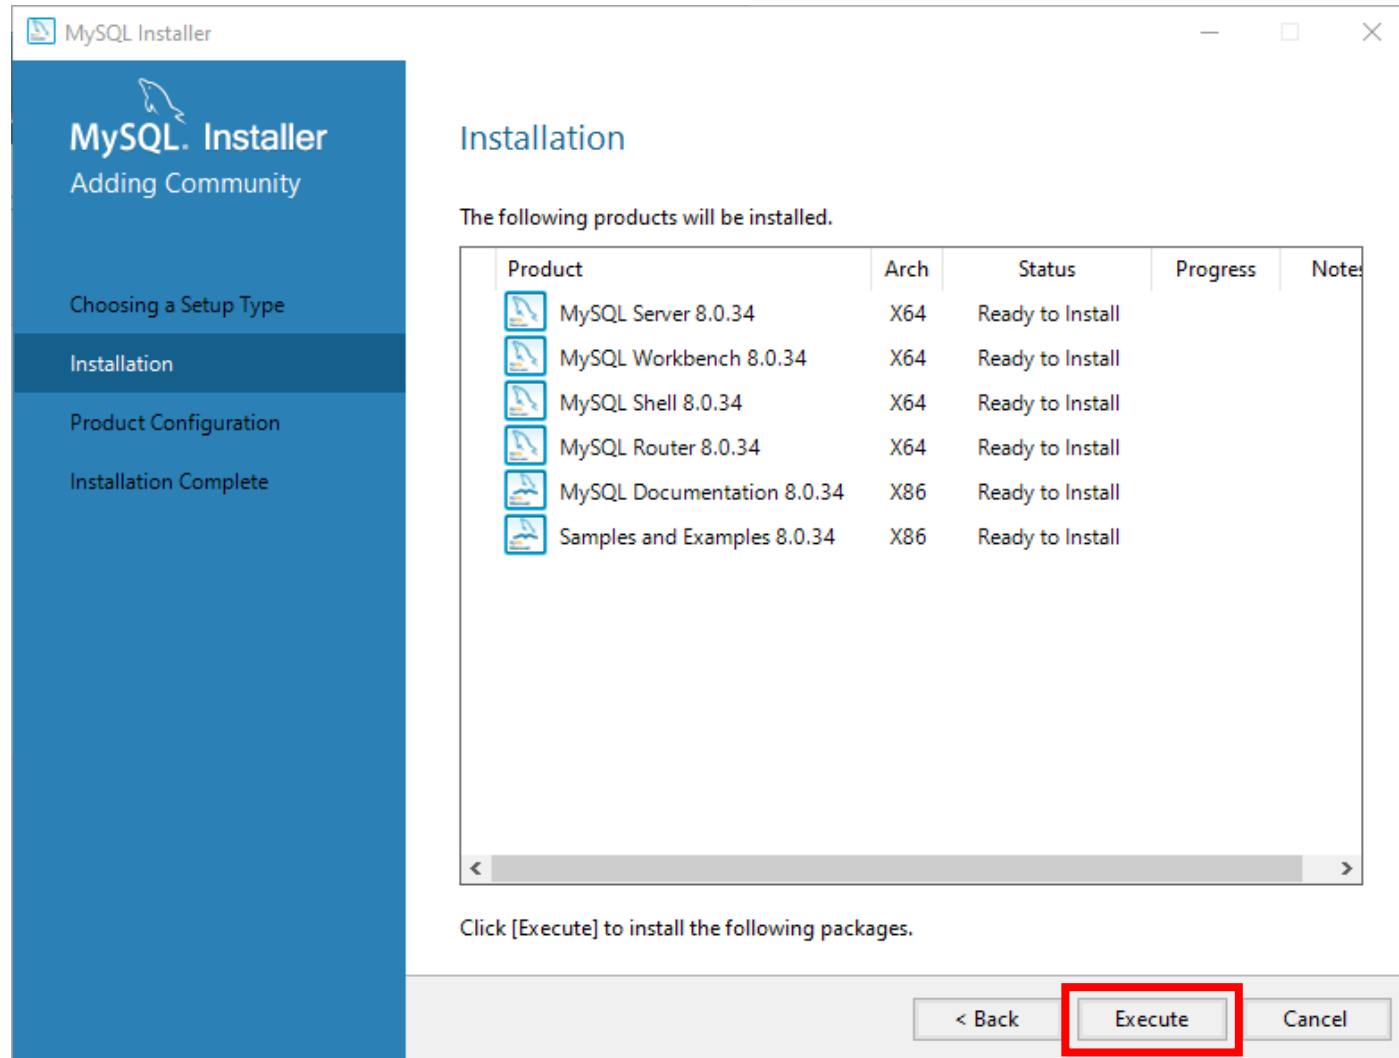 MySQL Installer
MySQL. Installer
Adding Community
Choosing a Setup Type
Installation
Product Configuration
Installation Complete
Installation
The following products will be installed.
Product Arch Status Progress Notes
MySQL Server 8.0.34 X64 Ready to Install
MySQL Workbench 8.0.34 X64 Ready to Install
MySQL Shell 8.0.34 X64 Ready to Install
MySQL Router 8.0.34 X64 Ready to Install
MySQL Documentation 8.0.34 X86 Ready to Install
Samples and Examples 8.0.34 X86 Ready to Install
Click [Execute] to install the following packages.
< Back Execute Cancel